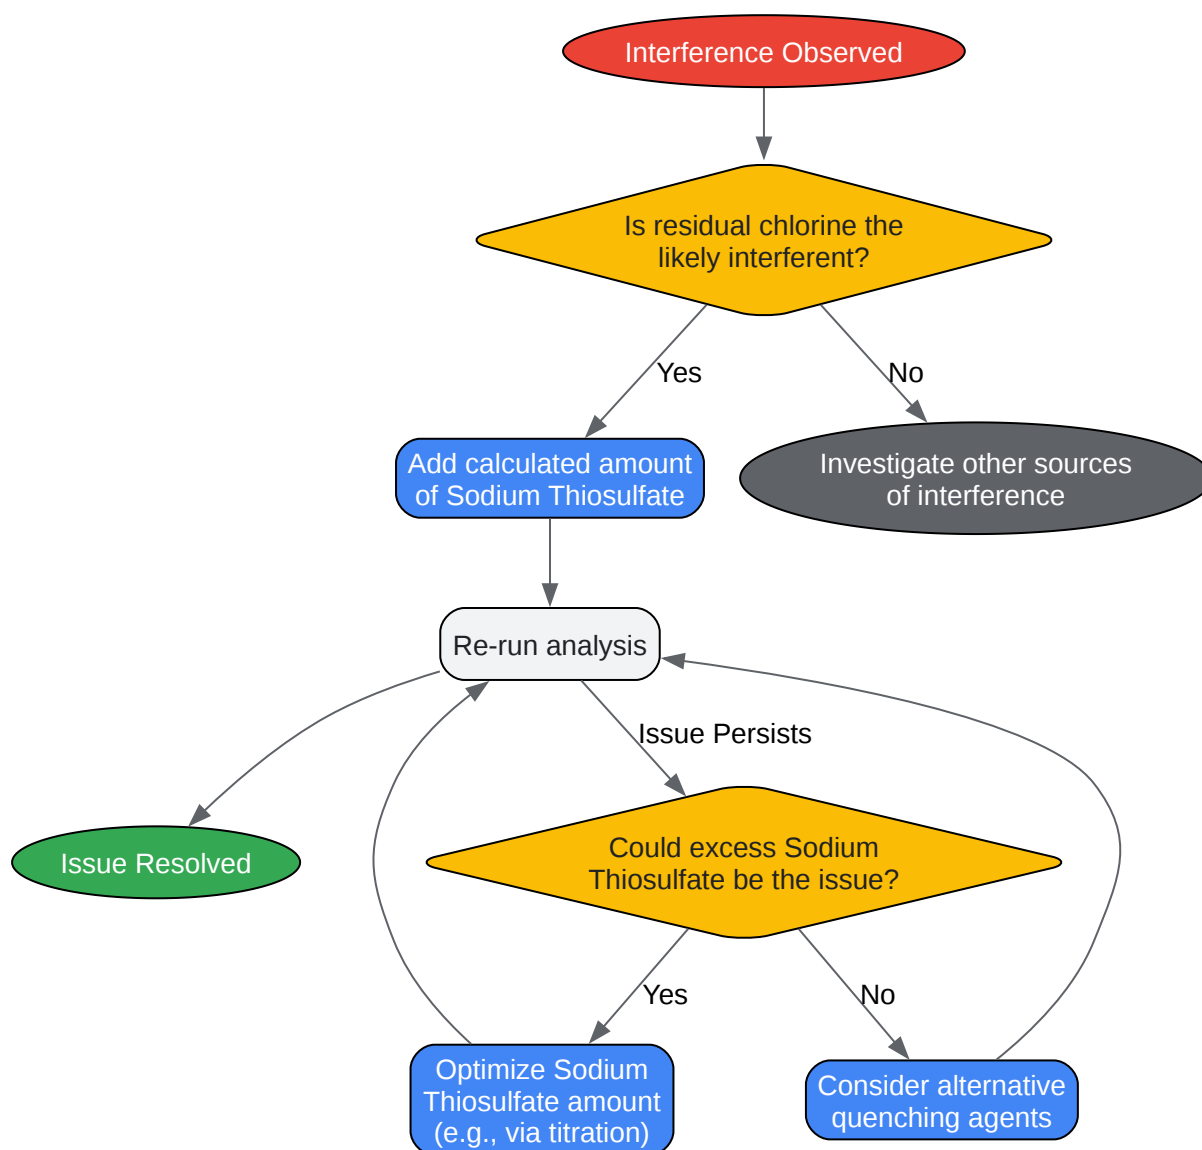 Interference Observed
Is residual chlorine the
likely interferent?
Yes
No
Add calculated amount
of Sodium Thiosulfate
Investigate other sources
of interference
Re-run analysis
Issue Persists
Issue Resolved
Could excess Sodium
Thiosulfate be the issue?
Yes
No
Optimize Sodium
Thiosulfate amount
(e.g., via titration)
Consider alternative
quenching agents